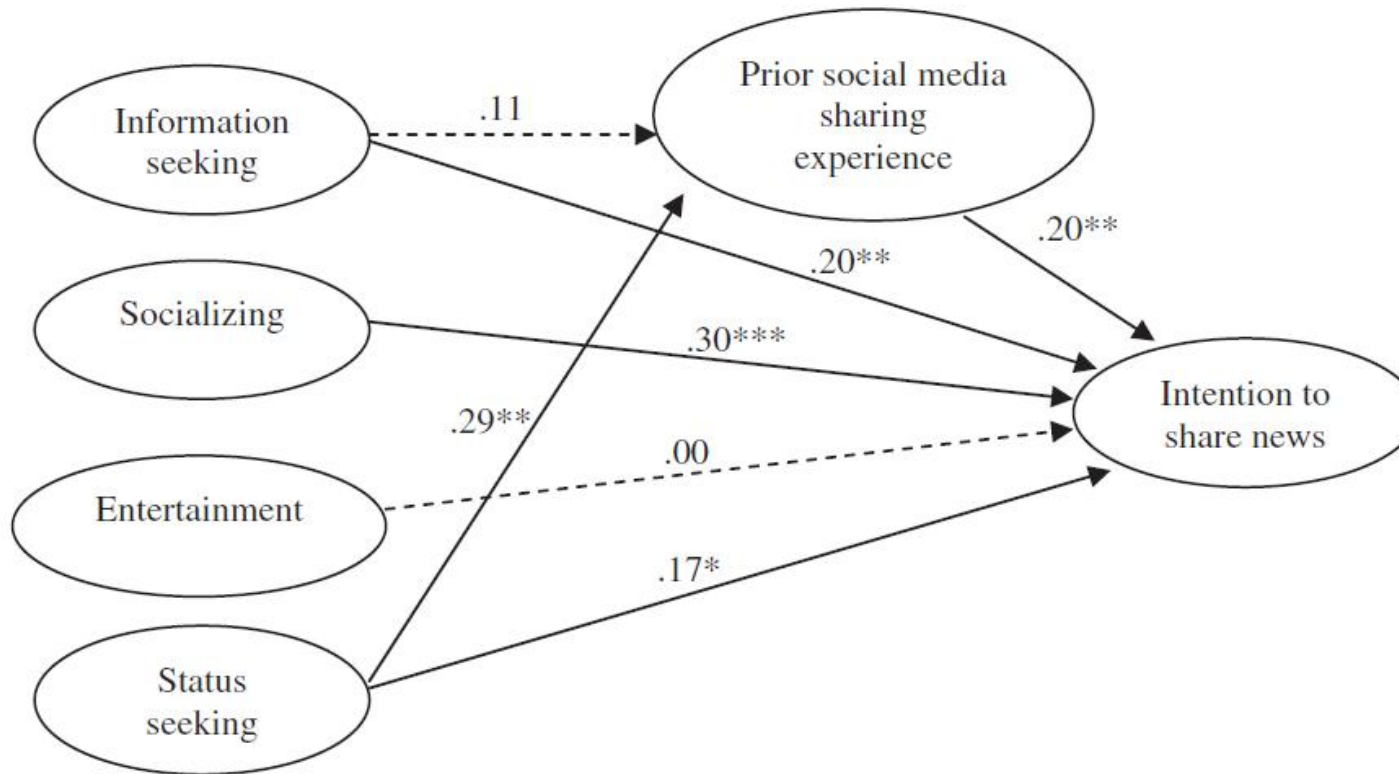 Prior social media
sharing
experience
Information
seeking
.11
.20**
.20**
Socializing
.30***
Intention to
share news
.29**
.00
Entertainment
.17*
Status
seeking